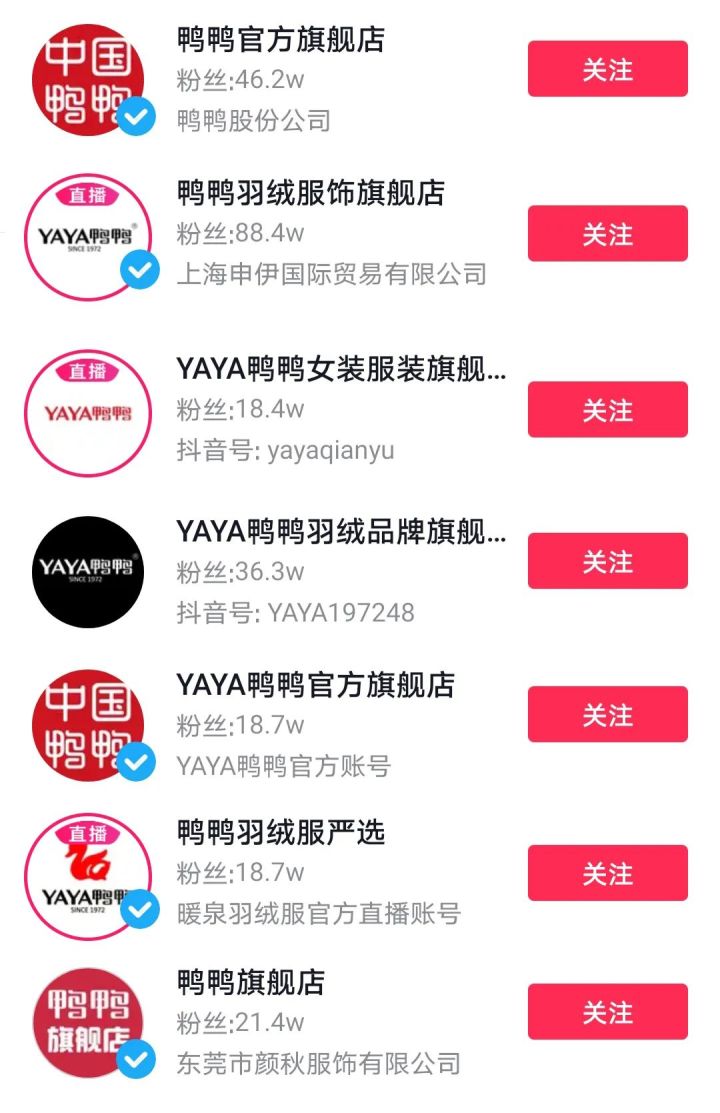 中国
鸭鸭
鸭鸭官方旗舰店
粉丝:46.2w
鸭鸭股份公司
关注
直播
YAYA鸭鸭®
SINCE 1972
鸭鸭羽绒服饰旗舰店
粉丝:88.4w
上海申伊国际贸易有限公司
关注
直播
YAYA鸭鸭
YAYA鸭鸭女装服装旗舰...
粉丝:18.4w
抖音号: yayaqianyu
关注
YAYA鸭鸭®
SINCE 1972
YAYA鸭鸭羽绒品牌旗舰...
粉丝:36.3w
抖音号: YAYA197248
关注
中国
鸭鸭
YAYA鸭鸭官方旗舰店
粉丝:18.7w
YAYA鸭鸭官方账号
关注
直播
YAYA鸭鸭
SINCE 1972
鸭鸭羽绒服严选
粉丝:18.7w
暖泉羽绒服官方直播账号
关注
鸭鸭
旗舰店
鸭鸭旗舰店
粉丝:21.4w
东莞市颜秋服饰有限公司
关注